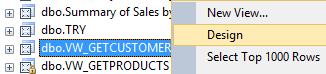 dbo.Summary of Sales by
dbo.TRY
dbo.VW_GETCUSTOMER
dbo.VW_GETPRODUCTS
New View...
Design
Select Top 1000 Rows